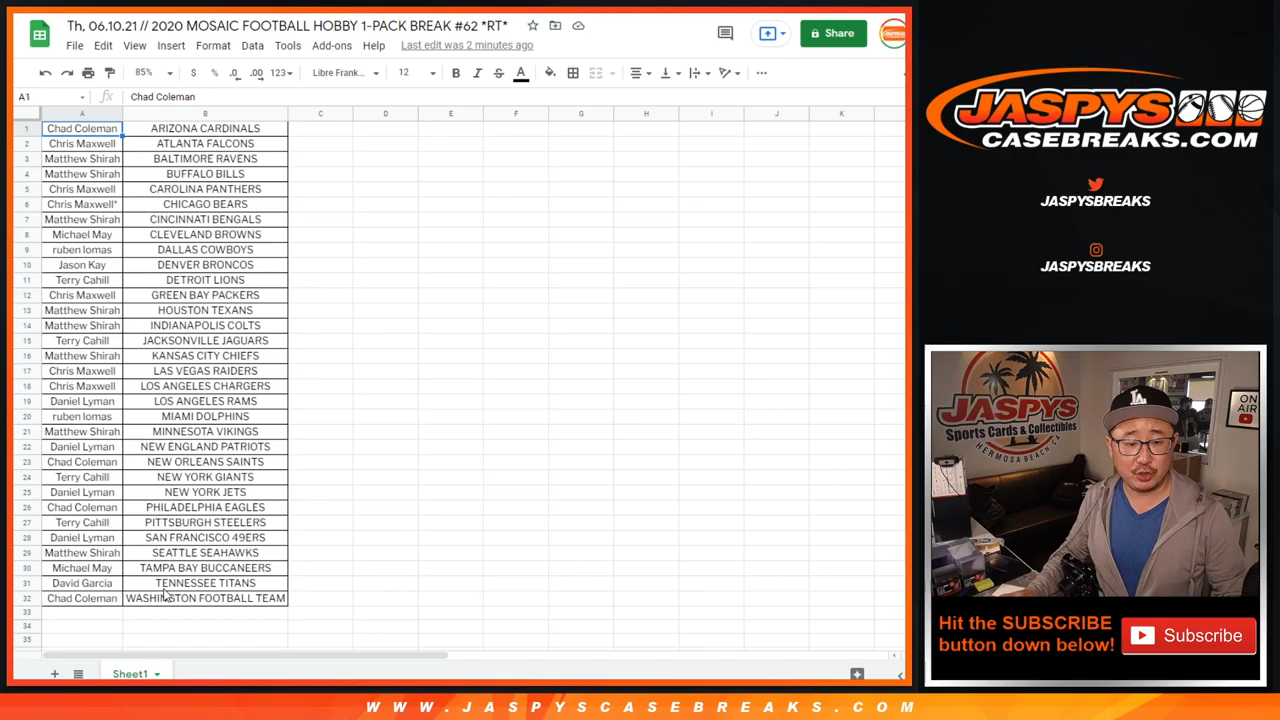 Th, 06.10.21 // 2020 MOSAIC FOOTBALL HOBBY 1-PACK BREAK #62 *RT*
File Edit View Insert Format Data Tools Add-ons Help Last edit was 2 minutes ago
Share
85% $ % .0 .00 123 Libre Frank... 12 B I S A
A1 fx Chad Coleman
A B C D E F G H I J K
1 Chad Coleman ARIZONA CARDINALS
2 Chris Maxwell ATLANTA FALCONS
3 Matthew Shirah BALTIMORE RAVENS
4 Matthew Shirah BUFFALO BILLS
5 Chris Maxwell CAROLINA PANTHERS
6 Chris Maxwell* CHICAGO BEARS
7 Matthew Shirah CINCINNATI BENGALS
8 Michael May CLEVELAND BROWNS
9 ruben lomas DALLAS COWBOYS
10 Jason Kay DENVER BRONCOS
11 Terry Cahill DETROIT LIONS
12 Chris Maxwell GREEN BAY PACKERS
13 Matthew Shirah HOUSTON TEXANS
14 Matthew Shirah INDIANAPOLIS COLTS
15 Terry Cahill JACKSONVILLE JAGUARS
16 Matthew Shirah KANSAS CITY CHIEFS
17 Chris Maxwell LAS VEGAS RAIDERS
18 Chris Maxwell LOS ANGELES CHARGERS
19 Daniel Lyman LOS ANGELES RAMS
20 ruben lomas MIAMI DOLPHINS
21 Matthew Shirah MINNESOTA VIKINGS
22 Daniel Lyman NEW ENGLAND PATRIOTS
23 Chad Coleman NEW ORLEANS SAINTS
24 Terry Cahill NEW YORK GIANTS
25 Daniel Lyman NEW YORK JETS
26 Chad Coleman PHILADELPHIA EAGLES
27 Terry Cahill PITTSBURGH STEELERS
28 Daniel Lyman SAN FRANCISCO 49ERS
29 Matthew Shirah SEATTLE SEAHAWKS
30 Michael May TAMPA BAY BUCCANEERS
31 David Garcia TENNESSEE TITANS
32 Chad Coleman WASHINGTON FOOTBALL TEAM
33
34
35
Sheet1
JASPYS
CASEBREAKS.COM
JASPYSBREAKS
JASPYSBREAKS
JASPYS
Sports Cards & Collectibles
HERMOSA BEACH, CA
LA
ON
AIR
Hit the SUBSCRIBE
button down below!
Subscribe
WWW.JASPYSCASEBREAKS.COM